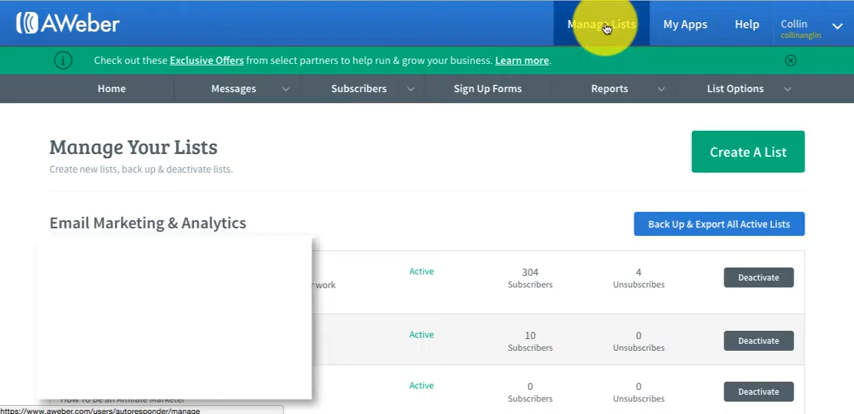 AWeber
Manage Lists
My Apps
Help
Collin
collinanglin
Check out these Exclusive Offers from select partners to help run & grow your business. Learn more.
Home
Messages
Subscribers
Sign Up Forms
Reports
List Options
Manage Your Lists
Create new lists, back up & deactivate lists.
Create A List
Email Marketing & Analytics
Back Up & Export All Active Lists
r work
Active
304
Subscribers
4
Unsubscribes
Deactivate
Active
10
Subscribers
0
Unsubscribes
Deactivate
Active
0
Subscribers
0
Unsubscribes
Deactivate
How To Be an Affiliate Marketer
https://www.aweber.com/users/autoresponder/manage